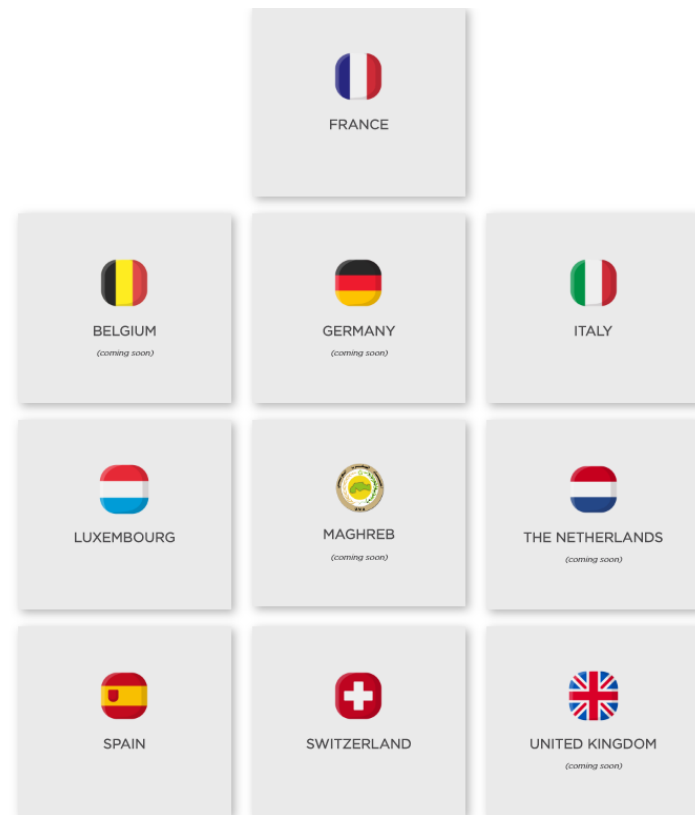 FRANCE
BELGIUM
(coming soon)
GERMANY
(coming soon)
ITALY
LUXEMBOURG
MAGHREB
(coming soon)
THE NETHERLANDS
(coming soon)
SPAIN
SWITZERLAND
UNITED KINGDOM
(coming soon)